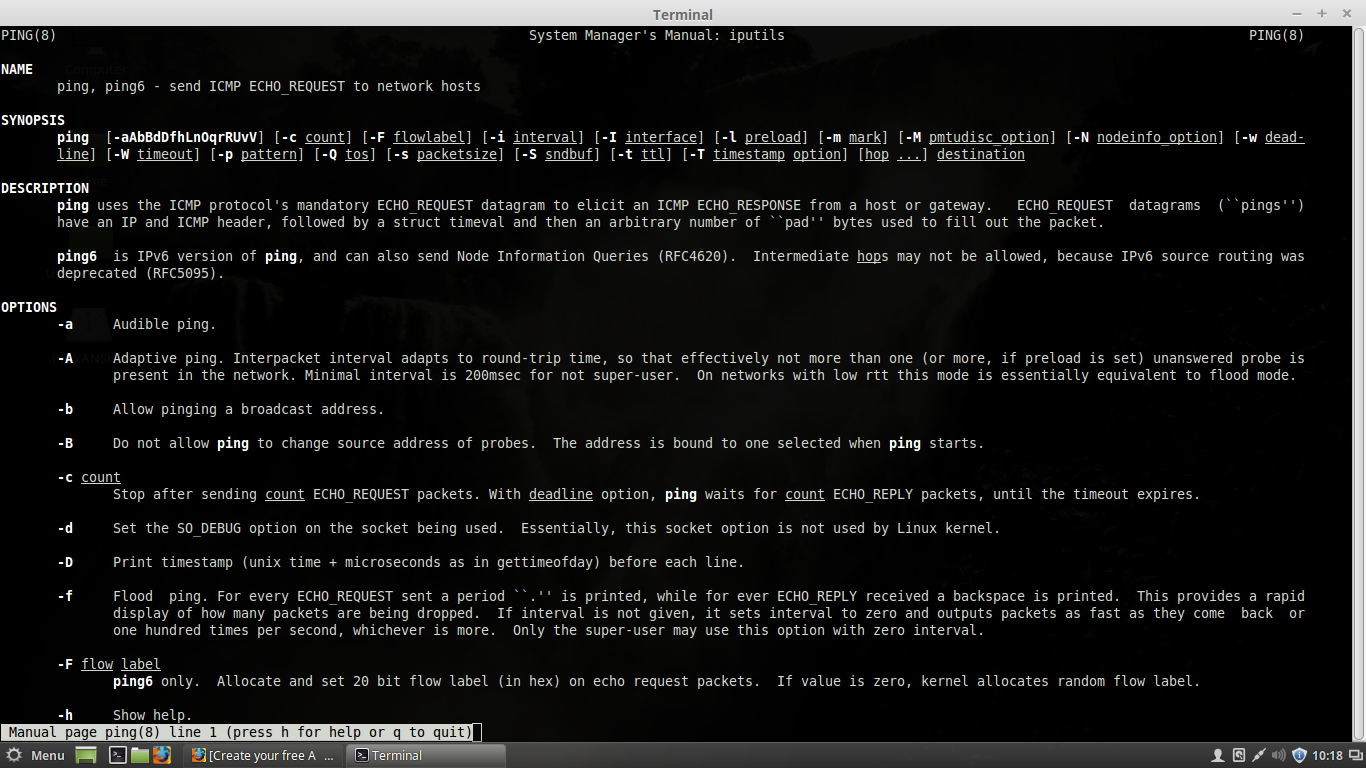 Terminal
PING(8) System Manager's Manual: iputils PING(8)
NAME
ping, ping6 - send ICMP ECHO_REQUEST to network hosts
SYNOPSIS
ping [-aAbBdDfhLnOqrRUvV] [-c count] [-F flowlabel] [-i interval] [-I interface] [-l preload] [-m mark] [-M pmtudisc_option] [-N nodeinfo_option] [-w dead-
line] [-W timeout] [-p pattern] [-Q tos] [-s packetsize] [-S sndbuf] [-t ttl] [-T timestamp option] [hop ...] destination
DESCRIPTION
ping uses the ICMP protocol's mandatory ECHO_REQUEST datagram to elicit an ICMP ECHO_RESPONSE from a host or gateway. ECHO_REQUEST datagrams (``pings'')
have an IP and ICMP header, followed by a struct timeval and then an arbitrary number of ``pad'' bytes used to fill out the packet.
ping6 is IPv6 version of ping, and can also send Node Information Queries (RFC4620). Intermediate hops may not be allowed, because IPv6 source routing was
deprecated (RFC5095).
OPTIONS
-a Audible ping.
-A Adaptive ping. Interpacket interval adapts to round-trip time, so that effectively not more than one (or more, if preload is set) unanswered probe is
present in the network. Minimal interval is 200msec for not super-user. On networks with low rtt this mode is essentially equivalent to flood mode.
-b Allow pinging a broadcast address.
-B Do not allow ping to change source address of probes. The address is bound to one selected when ping starts.
-c count
Stop after sending count ECHO_REQUEST packets. With deadline option, ping waits for count ECHO_REPLY packets, until the timeout expires.
-d Set the SO_DEBUG option on the socket being used. Essentially, this socket option is not used by Linux kernel.
-D Print timestamp (unix time + microseconds as in gettimeofday) before each line.
-f Flood ping. For every ECHO_REQUEST sent a period ``.'' is printed, while for ever ECHO_REPLY received a backspace is printed. This provides a rapid
display of how many packets are being dropped. If interval is not given, it sets interval to zero and outputs packets as fast as they come back or
one hundred times per second, whichever is more. Only the super-user may use this option with zero interval.
-F flow label
ping6 only. Allocate and set 20 bit flow label (in hex) on echo request packets. If value is zero, kernel allocates random flow label.
-h Show help.
Manual page ping(8) line 1 (press h for help or q to quit)
Menu [Create your free A ... Terminal 10:18